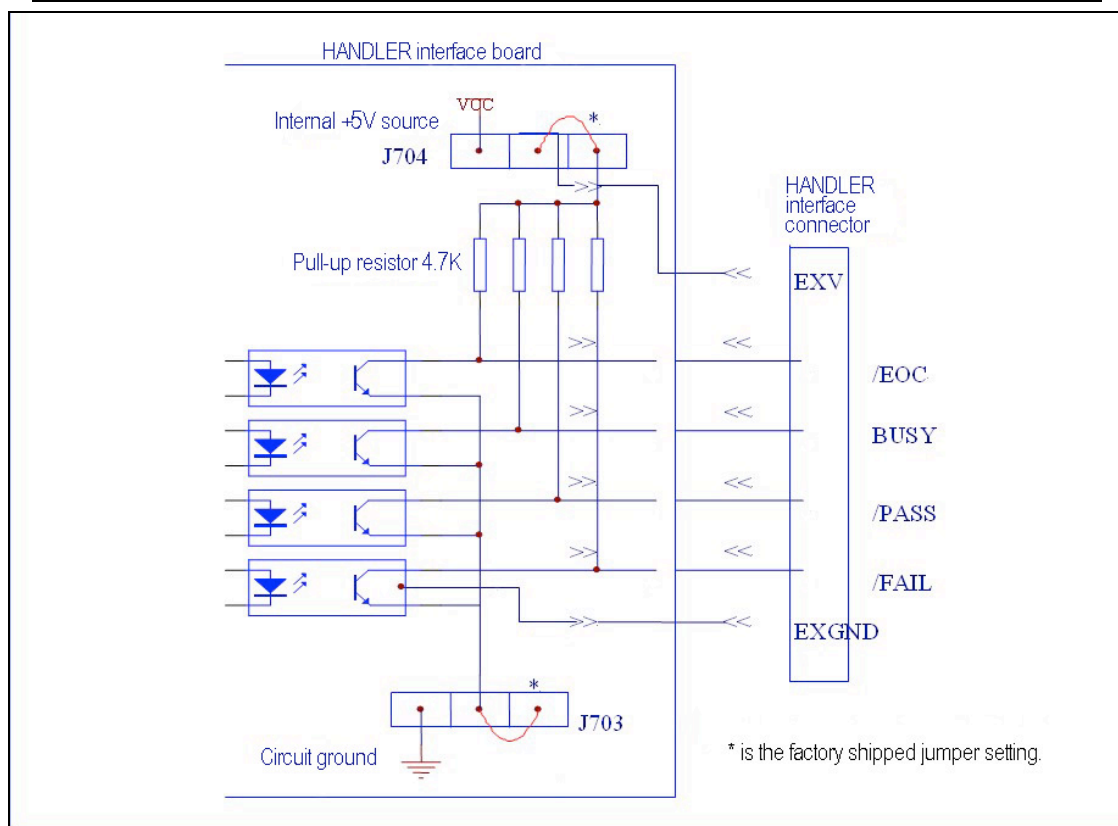 HANDLER interface board
VCC
Internal +5V source
*
J704
HANDLER
interface
connector
Pull-up resistor 4.7K
EXV
/EOC
BUSY
/PASS
/FAIL
EXGND
*
J703
Circuit ground
* is the factory shipped jumper setting.